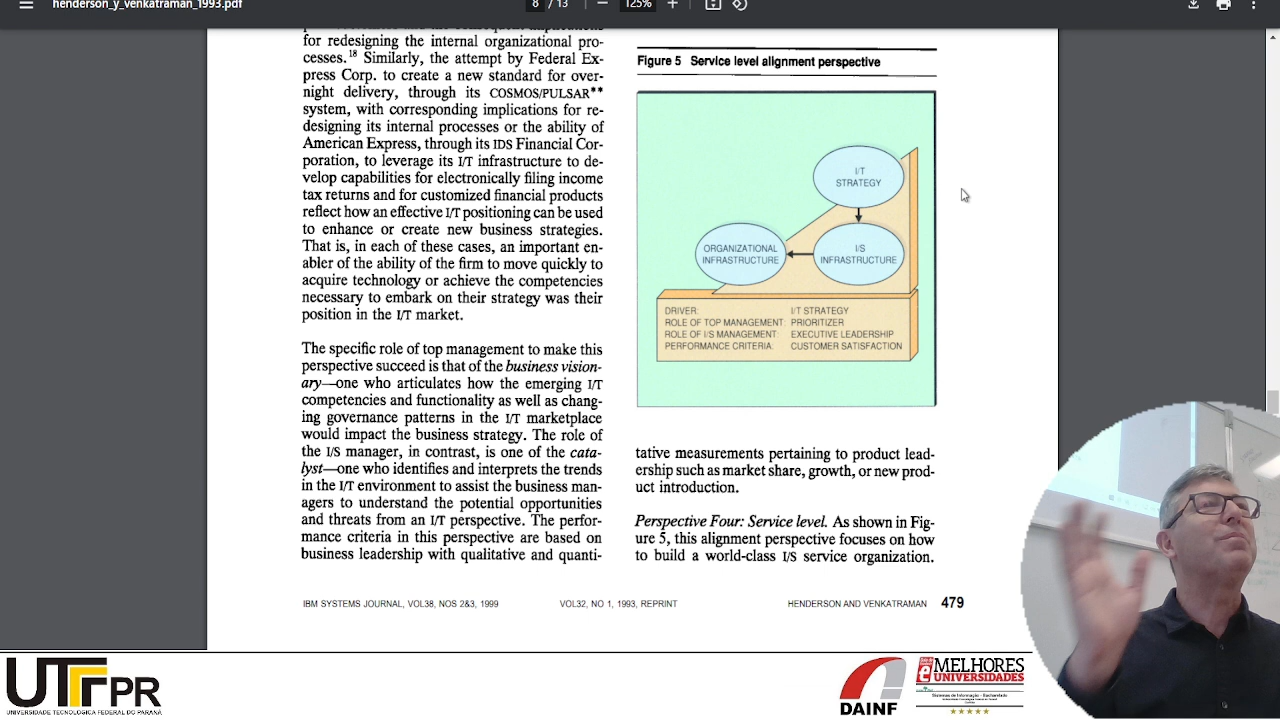 henderson_y_venkatraman_1993.pdf
8 / 13
125%
for redesigning the internal organizational pro-
cesses.18 Similarly, the attempt by Federal Ex-
press Corp. to create a new standard for over-
night delivery, through its COSMOS/PULSAR**
system, with corresponding implications for re-
designing its internal processes or the ability of
American Express, through its IDS Financial Cor-
poration, to leverage its I/T infrastructure to de-
velop capabilities for electronically filing income
tax returns and for customized financial products
reflect how an effective I/T positioning can be used
to enhance or create new business strategies.
That is, in each of these cases, an important en-
abler of the ability of the firm to move quickly to
acquire technology or achieve the competencies
necessary to embark on their strategy was their
position in the I/T market.
The specific role of top management to make this
perspective succeed is that of the business vision-
ary—one who articulates how the emerging I/T
competencies and functionality as well as chang-
ing governance patterns in the I/T marketplace
would impact the business strategy. The role of
the I/S manager, in contrast, is one of the cata-
lyst—one who identifies and interprets the trends
in the I/T environment to assist the business man-
agers to understand the potential opportunities
and threats from an I/T perspective. The perfor-
mance criteria in this perspective are based on
business leadership with qualitative and quanti-
Figure 5 Service level alignment perspective
I/T
STRATEGY
ORGANIZATIONAL
INFRASTRUCTURE
I/S
INFRASTRUCTURE
DRIVER: I/T STRATEGY
ROLE OF TOP MANAGEMENT: PRIORITIZER
ROLE OF I/S MANAGEMENT: EXECUTIVE LEADERSHIP
PERFORMANCE CRITERIA: CUSTOMER SATISFACTION
tative measurements pertaining to product lead-
ership such as market share, growth, or new prod-
uct introduction.
Perspective Four: Service level. As shown in Fig-
ure 5, this alignment perspective focuses on how
to build a world-class I/S service organization.
IBM SYSTEMS JOURNAL, VOL38, NOS 2&3, 1999
VOL32, NO 1, 1993, REPRINT
HENDERSON AND VENKATRAMAN 479
UTFPR
UNIVERSIDADE TECNOLÓGICA FEDERAL DO PARANÁ
DAINF
MELHORES
UNIVERSIDADES
Sistemas de Informação - Bacharelado